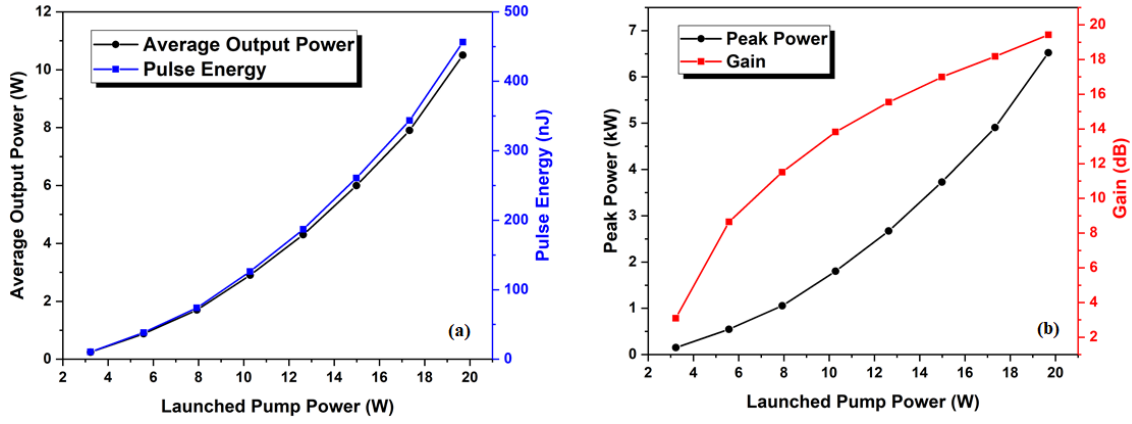 12
10
8
6
4
2
0
Average Output Power (W)
Average Output Power
Pulse Energy
500
400
300
200
100
0
Pulse Energy (nJ)
(a)
2 4 6 8 10 12 14 16 18 20
Launched Pump Power (W)
7
6
5
4
3
2
1
0
Peak Power (kW)
Peak Power
Gain
20
18
16
14
12
10
8
6
4
2
Gain (dB)
(b)
2 4 6 8 10 12 14 16 18 20
Launched Pump Power (W)